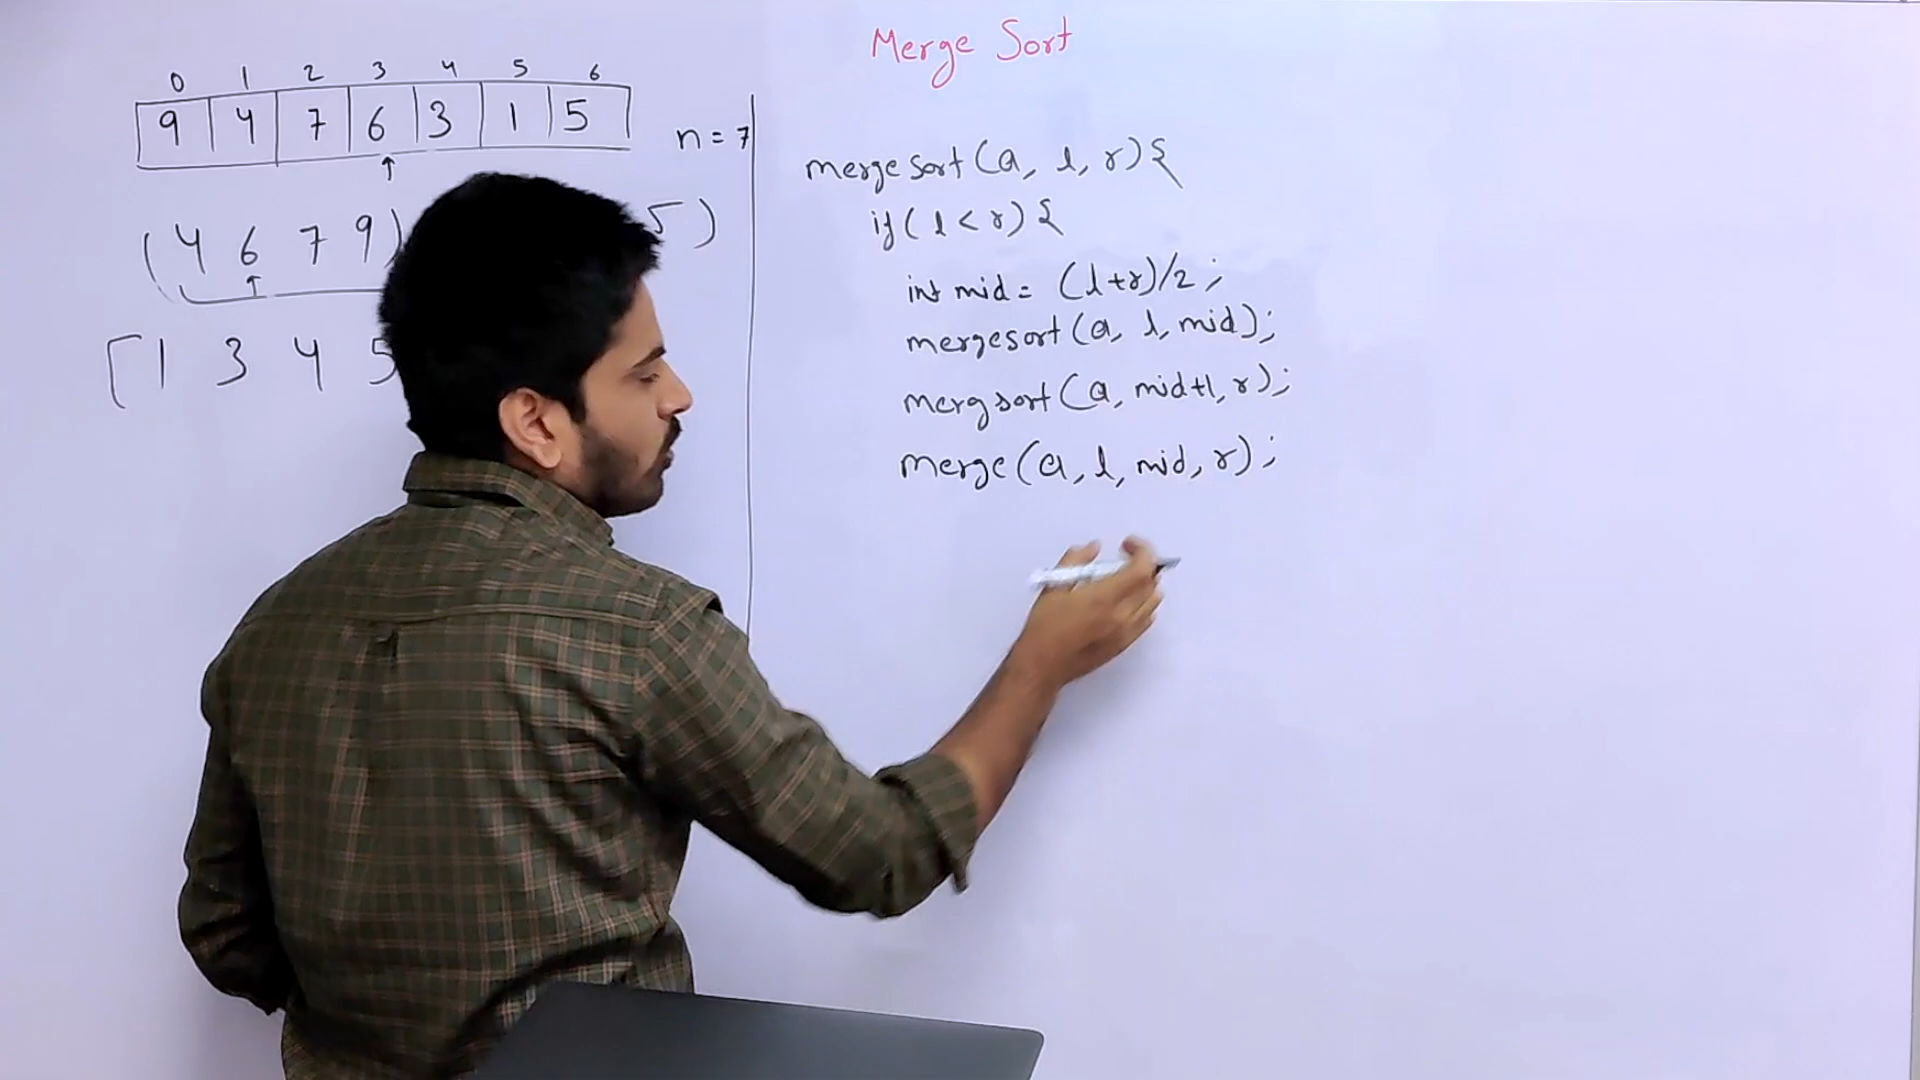 Merge Sort
0 1 2 3 4 5 6
9 4 7 6 3 1 5
n = 7
(4 6 7 9)
5)
[1 3 4 5
mergesort(a, l, r){
if(l < r){
int mid = (l+r)/2;
mergesort(a, l, mid);
mergsort(a, mid+1, r);
merge(a, l, mid, r);